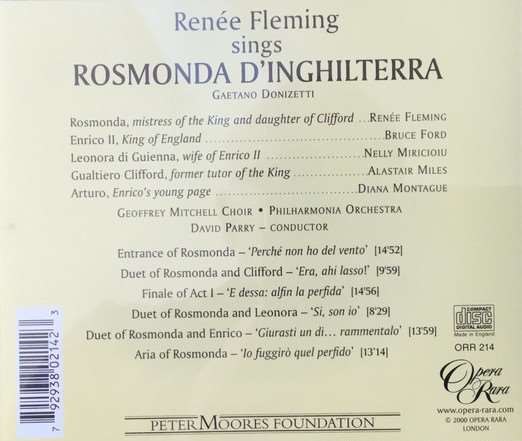 Renée Fleming
sings
ROSMONDA D'INGHILTERRA
GAETANO DONIZETTI
Rosmonda, mistress of the King and daughter of Clifford ...RENÉE FLEMING
Enrico II, King of England ................................................ BRUCE FORD
Leonora di Guienna, wife of Enrico II ........................ NELLY MIRICIOIU
Gualtiero Clifford, former tutor of the King ................... ALASTAIR MILES
Arturo, Enrico's young page ....................................... DIANA MONTAGUE
GEOFFREY MITCHELL CHOIR • PHILHARMONIA ORCHESTRA
DAVID PARRY – CONDUCTOR
Entrance of Rosmonda – 'Perché non ho del vento' [14'52]
Duet of Rosmonda and Clifford – 'Era, ahi lasso!' [9'59]
Finale of Act I – 'E dessa: alfin la perfida' [14'56]
Duet of Rosmonda and Leonora – 'Si, son io' [8'29]
Duet of Rosmonda and Enrico – 'Giurasti un di... rammentalo' [13'59]
Aria of Rosmonda – 'Io fuggirò quel perfido' [13'14]
7 92938 02142 3
COMPACT
disc
DIGITAL AUDIO
Made in England
ORR 214
Opera
Rara
www.opera-rara.com
© 2000 OPERA RARA
LONDON
PETER MOORES FOUNDATION